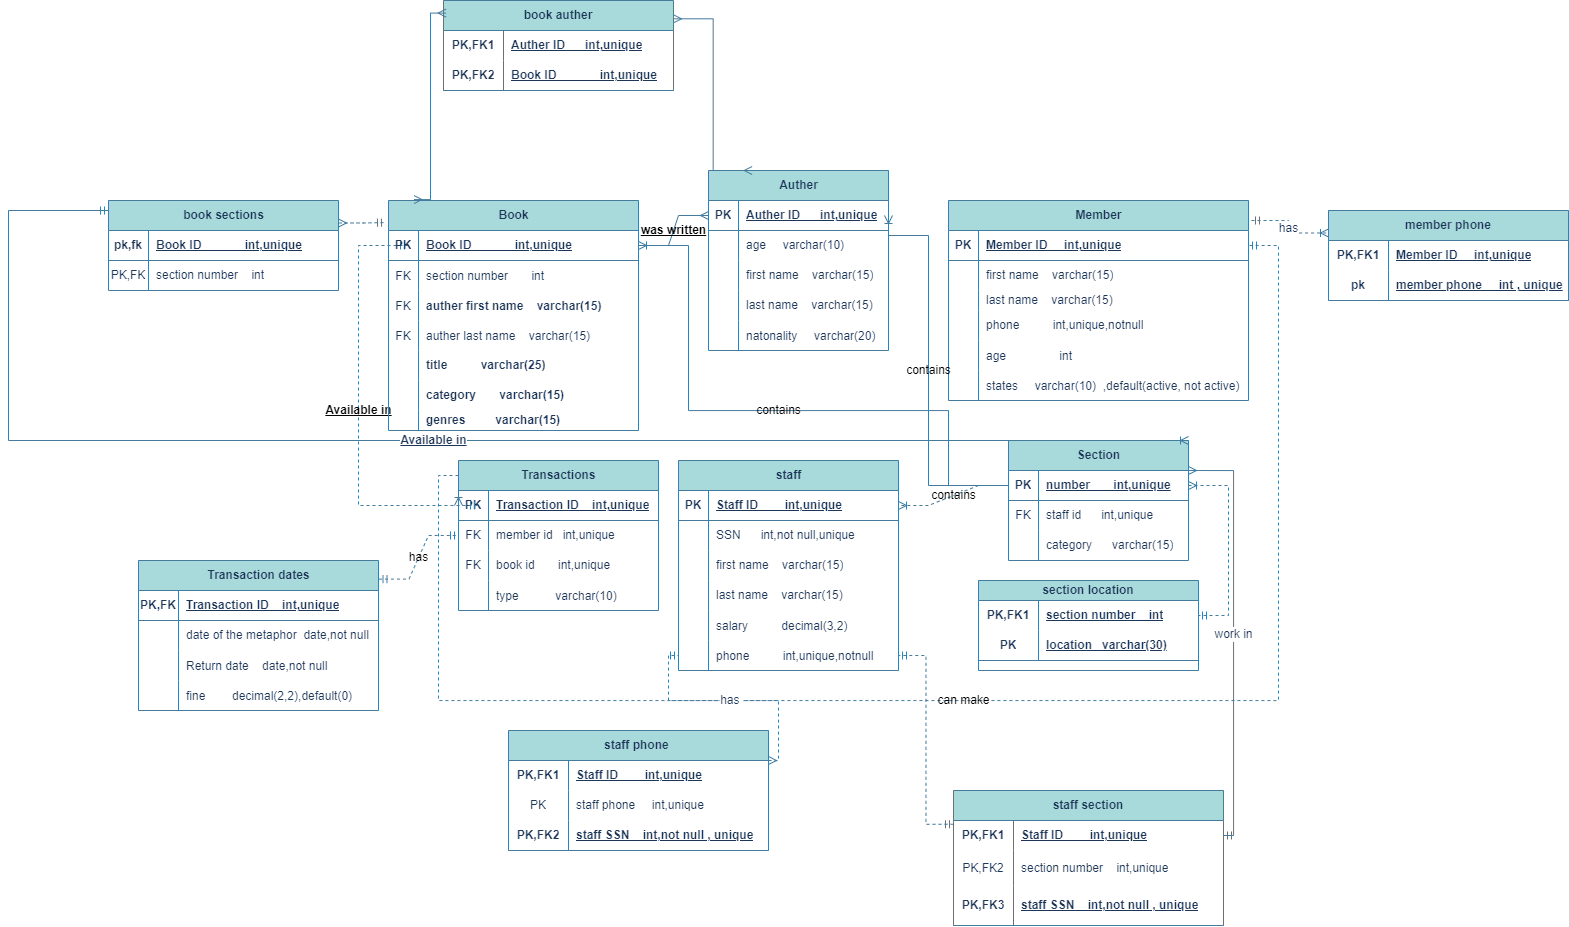 book auther
PK,FK1 Auther ID int,unique
PK,FK2 Book ID int,unique
book sections
pk,fk Book ID int,unique
PK,FK section number int
Book
PK Book ID int,unique
FK section number int
FK auther first name varchar(15)
FK auther last name varchar(15)
title varchar(25)
category varchar(15)
genres varchar(15)
was written
Auther
PK Auther ID int,unique
age varchar(10)
first name varchar(15)
last name varchar(15)
natonality varchar(20)
Member
PK Member ID int,unique
first name varchar(15)
last name varchar(15)
phone int,unique,notnull
age int
states varchar(10) ,default(active, not active)
has
member phone
PK,FK1 Member ID int,unique
pk member phone int , unique
contains
contains
Available in
Available in
Transactions
PK Transaction ID int,unique
FK member id int,unique
FK book id int,unique
type varchar(10)
has
Transaction dates
PK,FK Transaction ID int,unique
date of the metaphor date,not null
Return date date,not null
fine decimal(2,2),default(0)
staff
PK Staff ID int,unique
SSN int,not null,unique
first name varchar(15)
last name varchar(15)
salary decimal(3,2)
phone int,unique,notnull
contains
Section
PK number int,unique
FK staff id int,unique
category varchar(15)
section location
PK,FK1 section number int
PK location varchar(30)
work in
has
can make
staff phone
PK,FK1 Staff ID int,unique
PK staff phone int,unique
PK,FK2 staff SSN int,not null , unique
staff section
PK,FK1 Staff ID int,unique
PK,FK2 section number int,unique
PK,FK3 staff SSN int,not null , unique